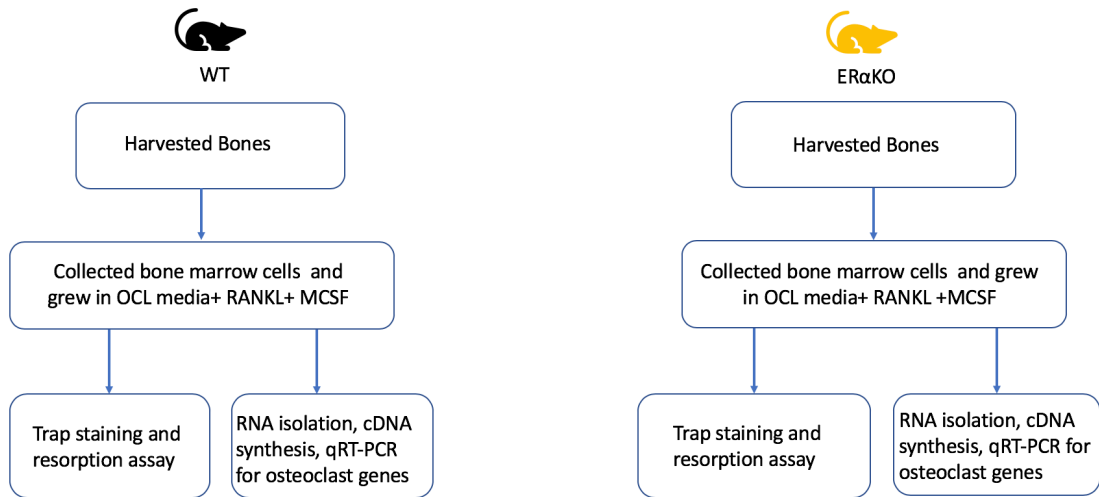 WT
Harvested Bones
Collected bone marrow cells  and
grew in OCL media+ RANKL+ MCSF
Trap staining and
resorption assay
RNA isolation, cDNA
synthesis, qRT-PCR
for osteoclast genes
ERαKO
Harvested Bones
Collected bone marrow cells  and grew
in OCL media+ RANKL +MCSF
Trap staining and
resorption assay
RNA isolation, cDNA
synthesis, qRT-PCR for
osteoclast genes